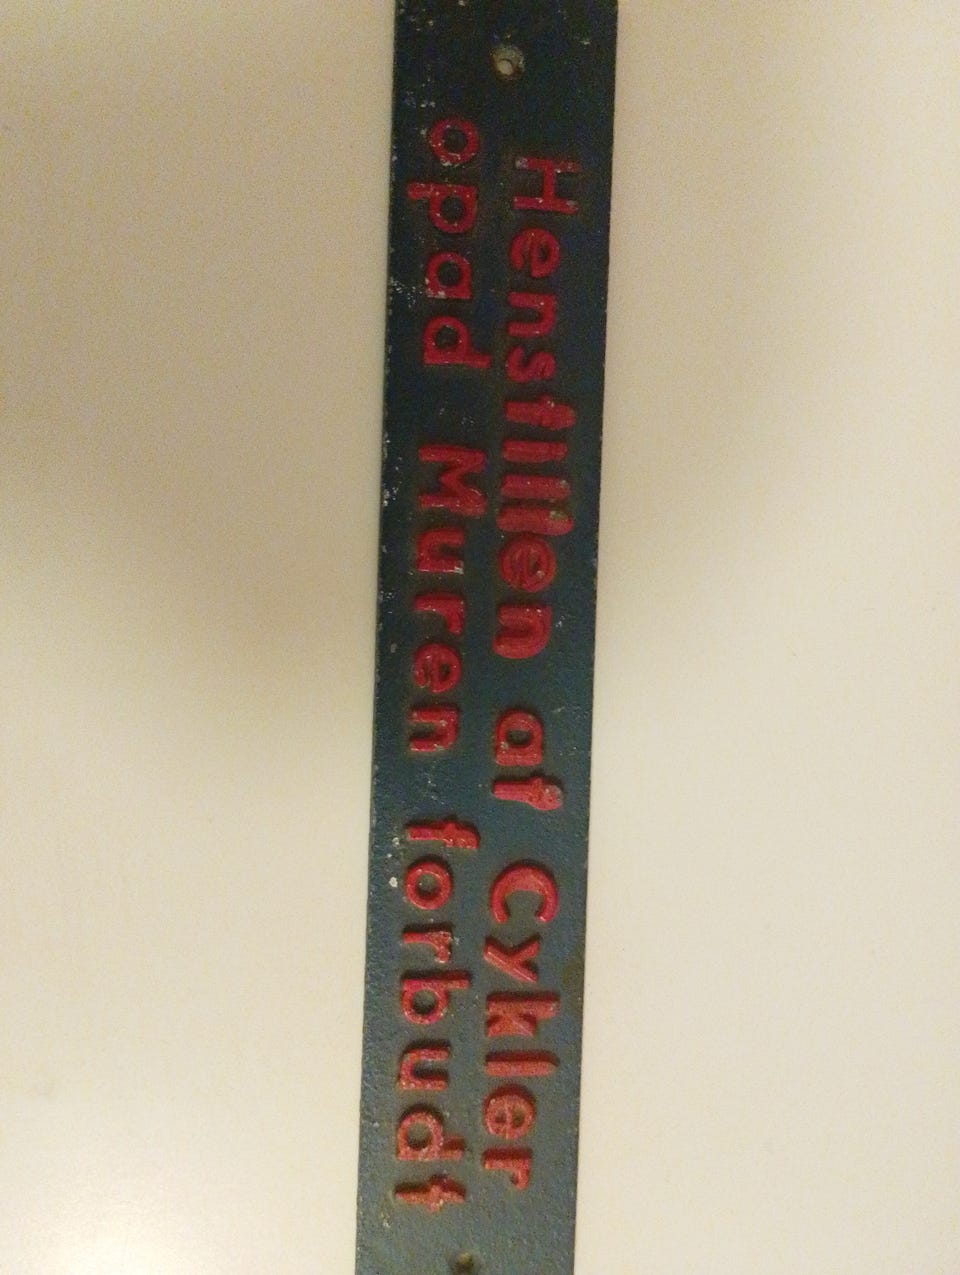 Henstillen af Cykler
opad Muren forbudt